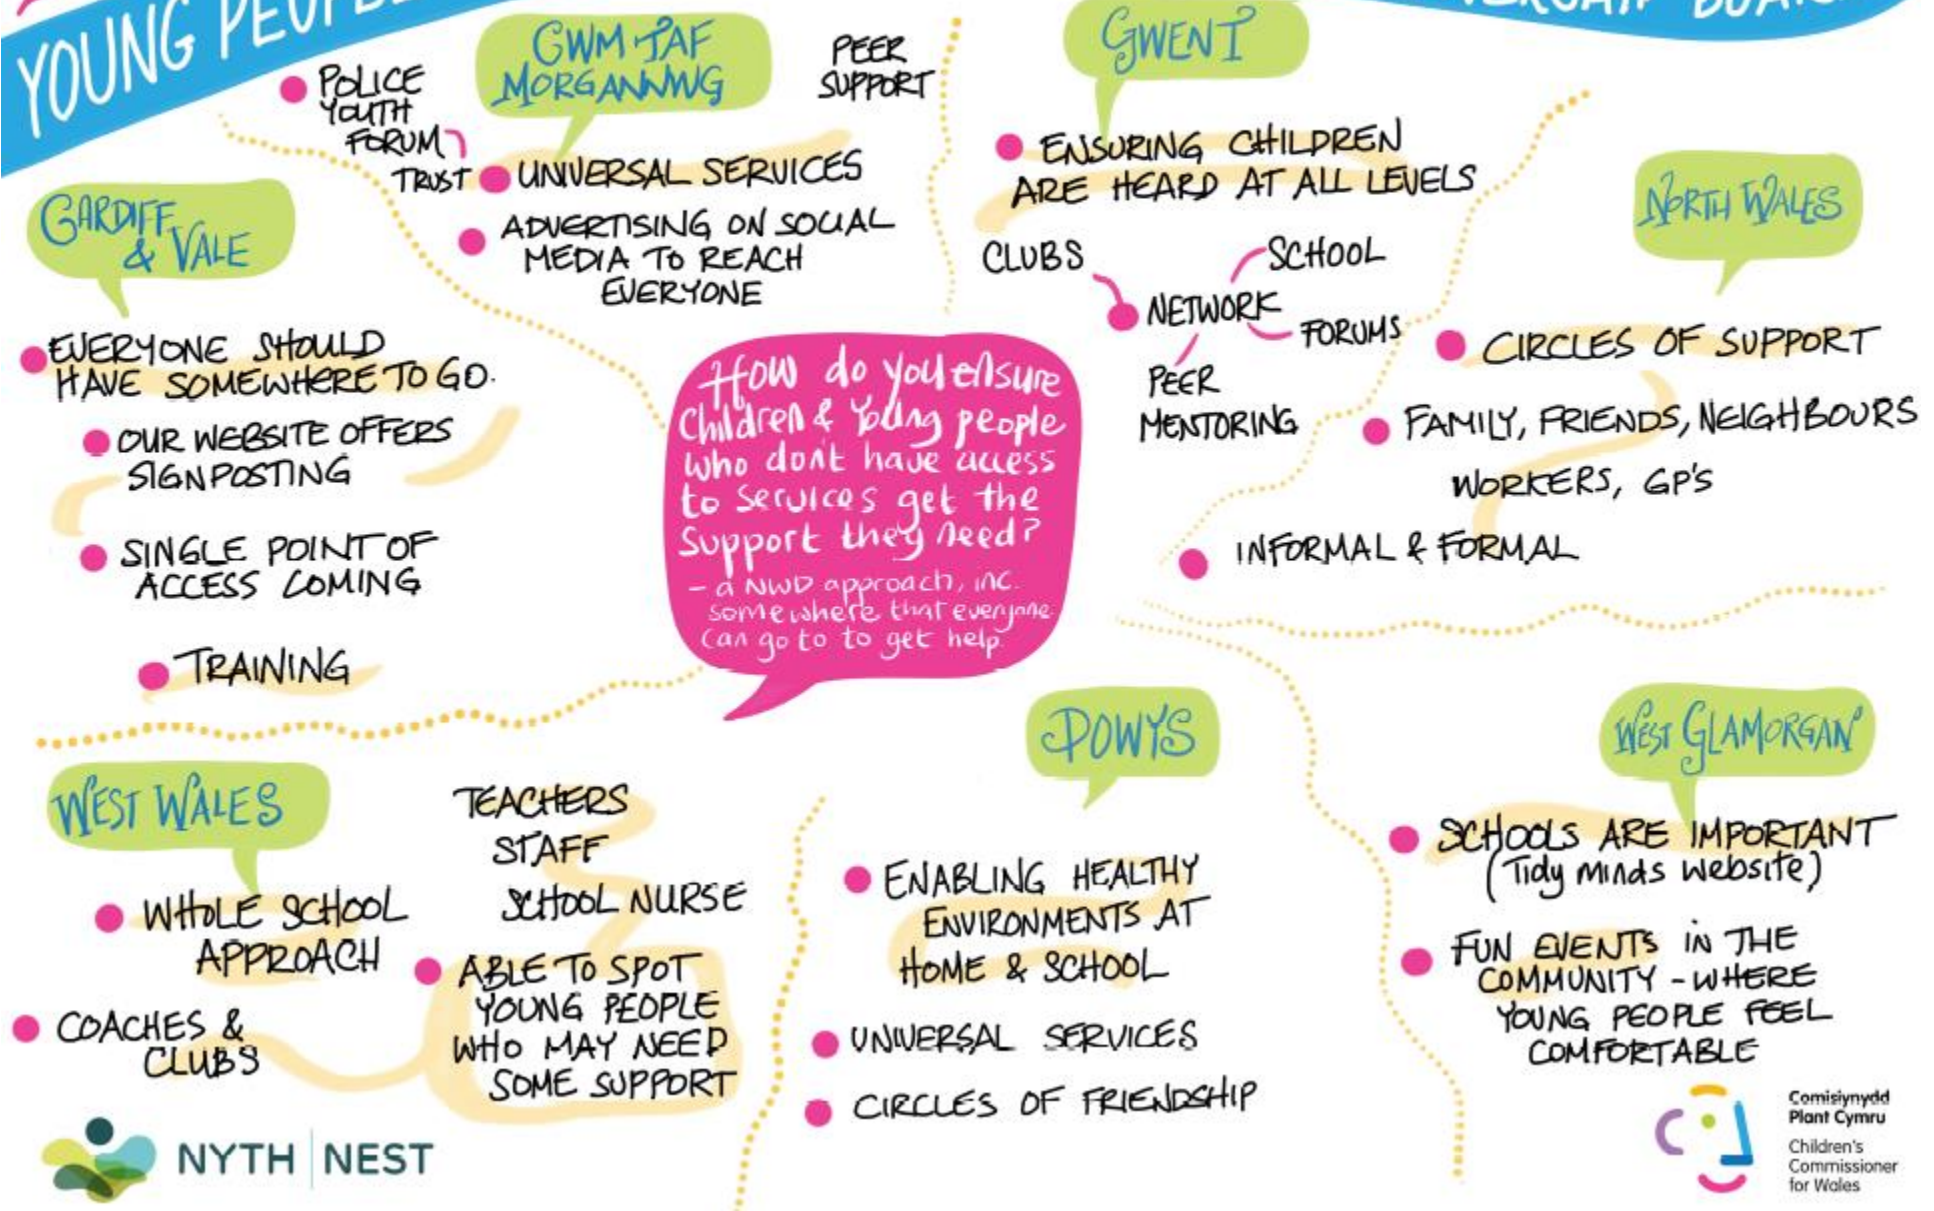 YOUNG PEOPLE
CWM TAF
MORGANNWG
PEER
SUPPORT
POLICE
YOUTH
FORUM
TRUST
UNIVERSAL SERVICES
ADVERTISING ON SOCIAL
MEDIA TO REACH
EVERYONE
GWENT
ENSURING CHILDREN
ARE HEARD AT ALL LEVELS
CLUBS
SCHOOL
NETWORK
FORUMS
PEER
MENTORING
NORTH WALES
CIRCLES OF SUPPORT
FAMILY, FRIENDS, NEIGHBOURS
WORKERS, GP'S
INFORMAL & FORMAL
CARDIFF
& VALE
EVERYONE SHOULD
HAVE SOMEWHERE TO GO.
OUR WEBSITE OFFERS
SIGNPOSTING
SINGLE POINT OF
ACCESS COMING
TRAINING
How do you ensure
Children & Young people
who don't have access
to services get the
support they need?
- a NWD approach, inc.
somewhere that everyone
can go to to get help.
WEST WALES
WHOLE SCHOOL
APPROACH
COACHES &
CLUBS
TEACHERS
STAFF
SCHOOL NURSE
ABLE TO SPOT
YOUNG PEOPLE
WHO MAY NEED
SOME SUPPORT
POWYS
ENABLING HEALTHY
ENVIRONMENTS AT
HOME & SCHOOL
UNIVERSAL SERVICES
CIRCLES OF FRIENDSHIP
WEST GLAMORGAN
SCHOOLS ARE IMPORTANT
(Tidy Minds website)
FUN EVENTS IN THE
COMMUNITY - WHERE
YOUNG PEOPLE FEEL
COMFORTABLE
NYTH | NEST
Comisiynydd
Plant Cymru
Children's
Commissioner
for Wales